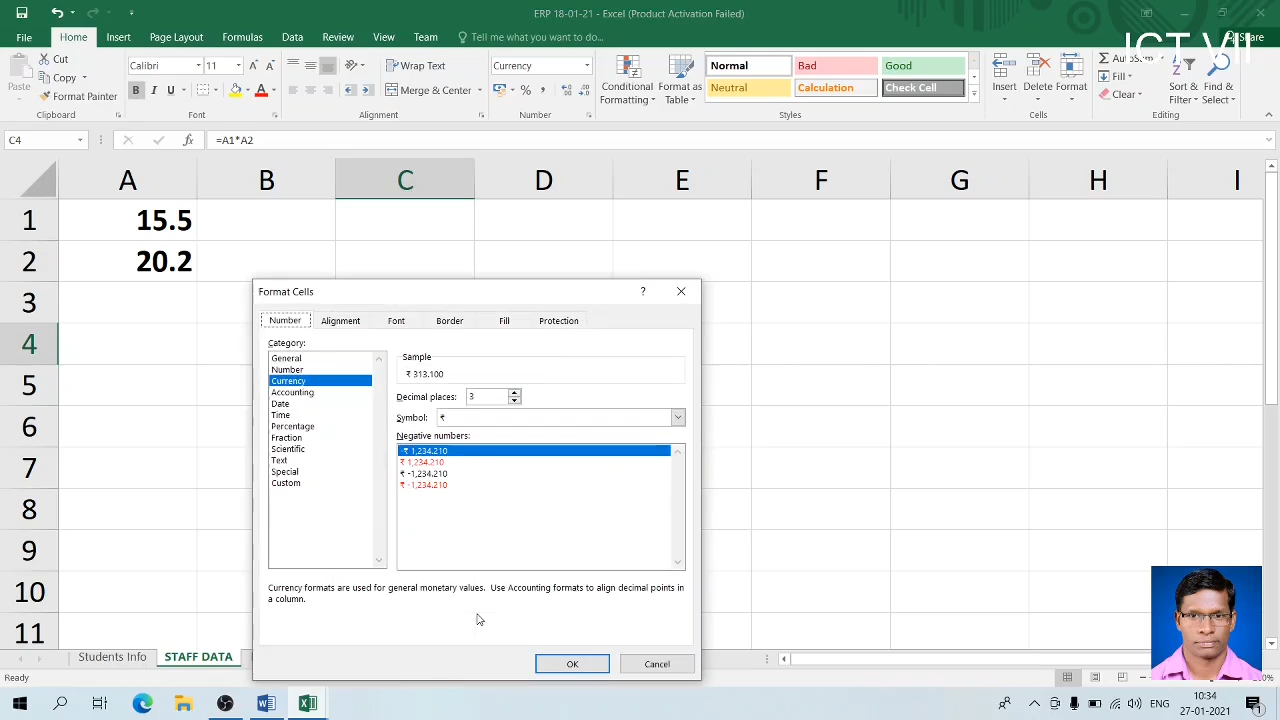 ERP 18-01-21 - Excel (Product Activation Failed)
File Home Insert Page Layout Formulas Data Review View Team Tell me what you want to do... Share
ICT VII
Paste
Cut
Copy
Format Painter
Clipboard
Calibri 11
B I U
Font
Wrap Text
Merge & Center
Alignment
Currency
% ,
Number
Conditional Formatting
Format as Table
Normal Bad Good
Neutral Calculation Check Cell
Styles
Insert Delete Format
Cells
Fill
Clear
Sort & Filter
Find & Select
Editing
C4 fx =A1*A2
A B C D E F G H I
1 15.5
2 20.2
3
4
5
6
7
8
9
10
11
Format Cells ?
Number Alignment Font Border Fill Protection
Category:
General
Number
Currency
Accounting
Date
Time
Percentage
Fraction
Scientific
Text
Special
Custom
Sample
₹ 313.100
Decimal places: 3
Symbol: ₹
Negative numbers:
-₹ 1,234.210
₹ 1,234.210
₹ -1,234.210
₹ -1,234.210
Currency formats are used for general monetary values. Use Accounting formats to align decimal points in
a column.
OK Cancel
Students Info STAFF DATA
Ready
ENG
10:34
27-01-2021